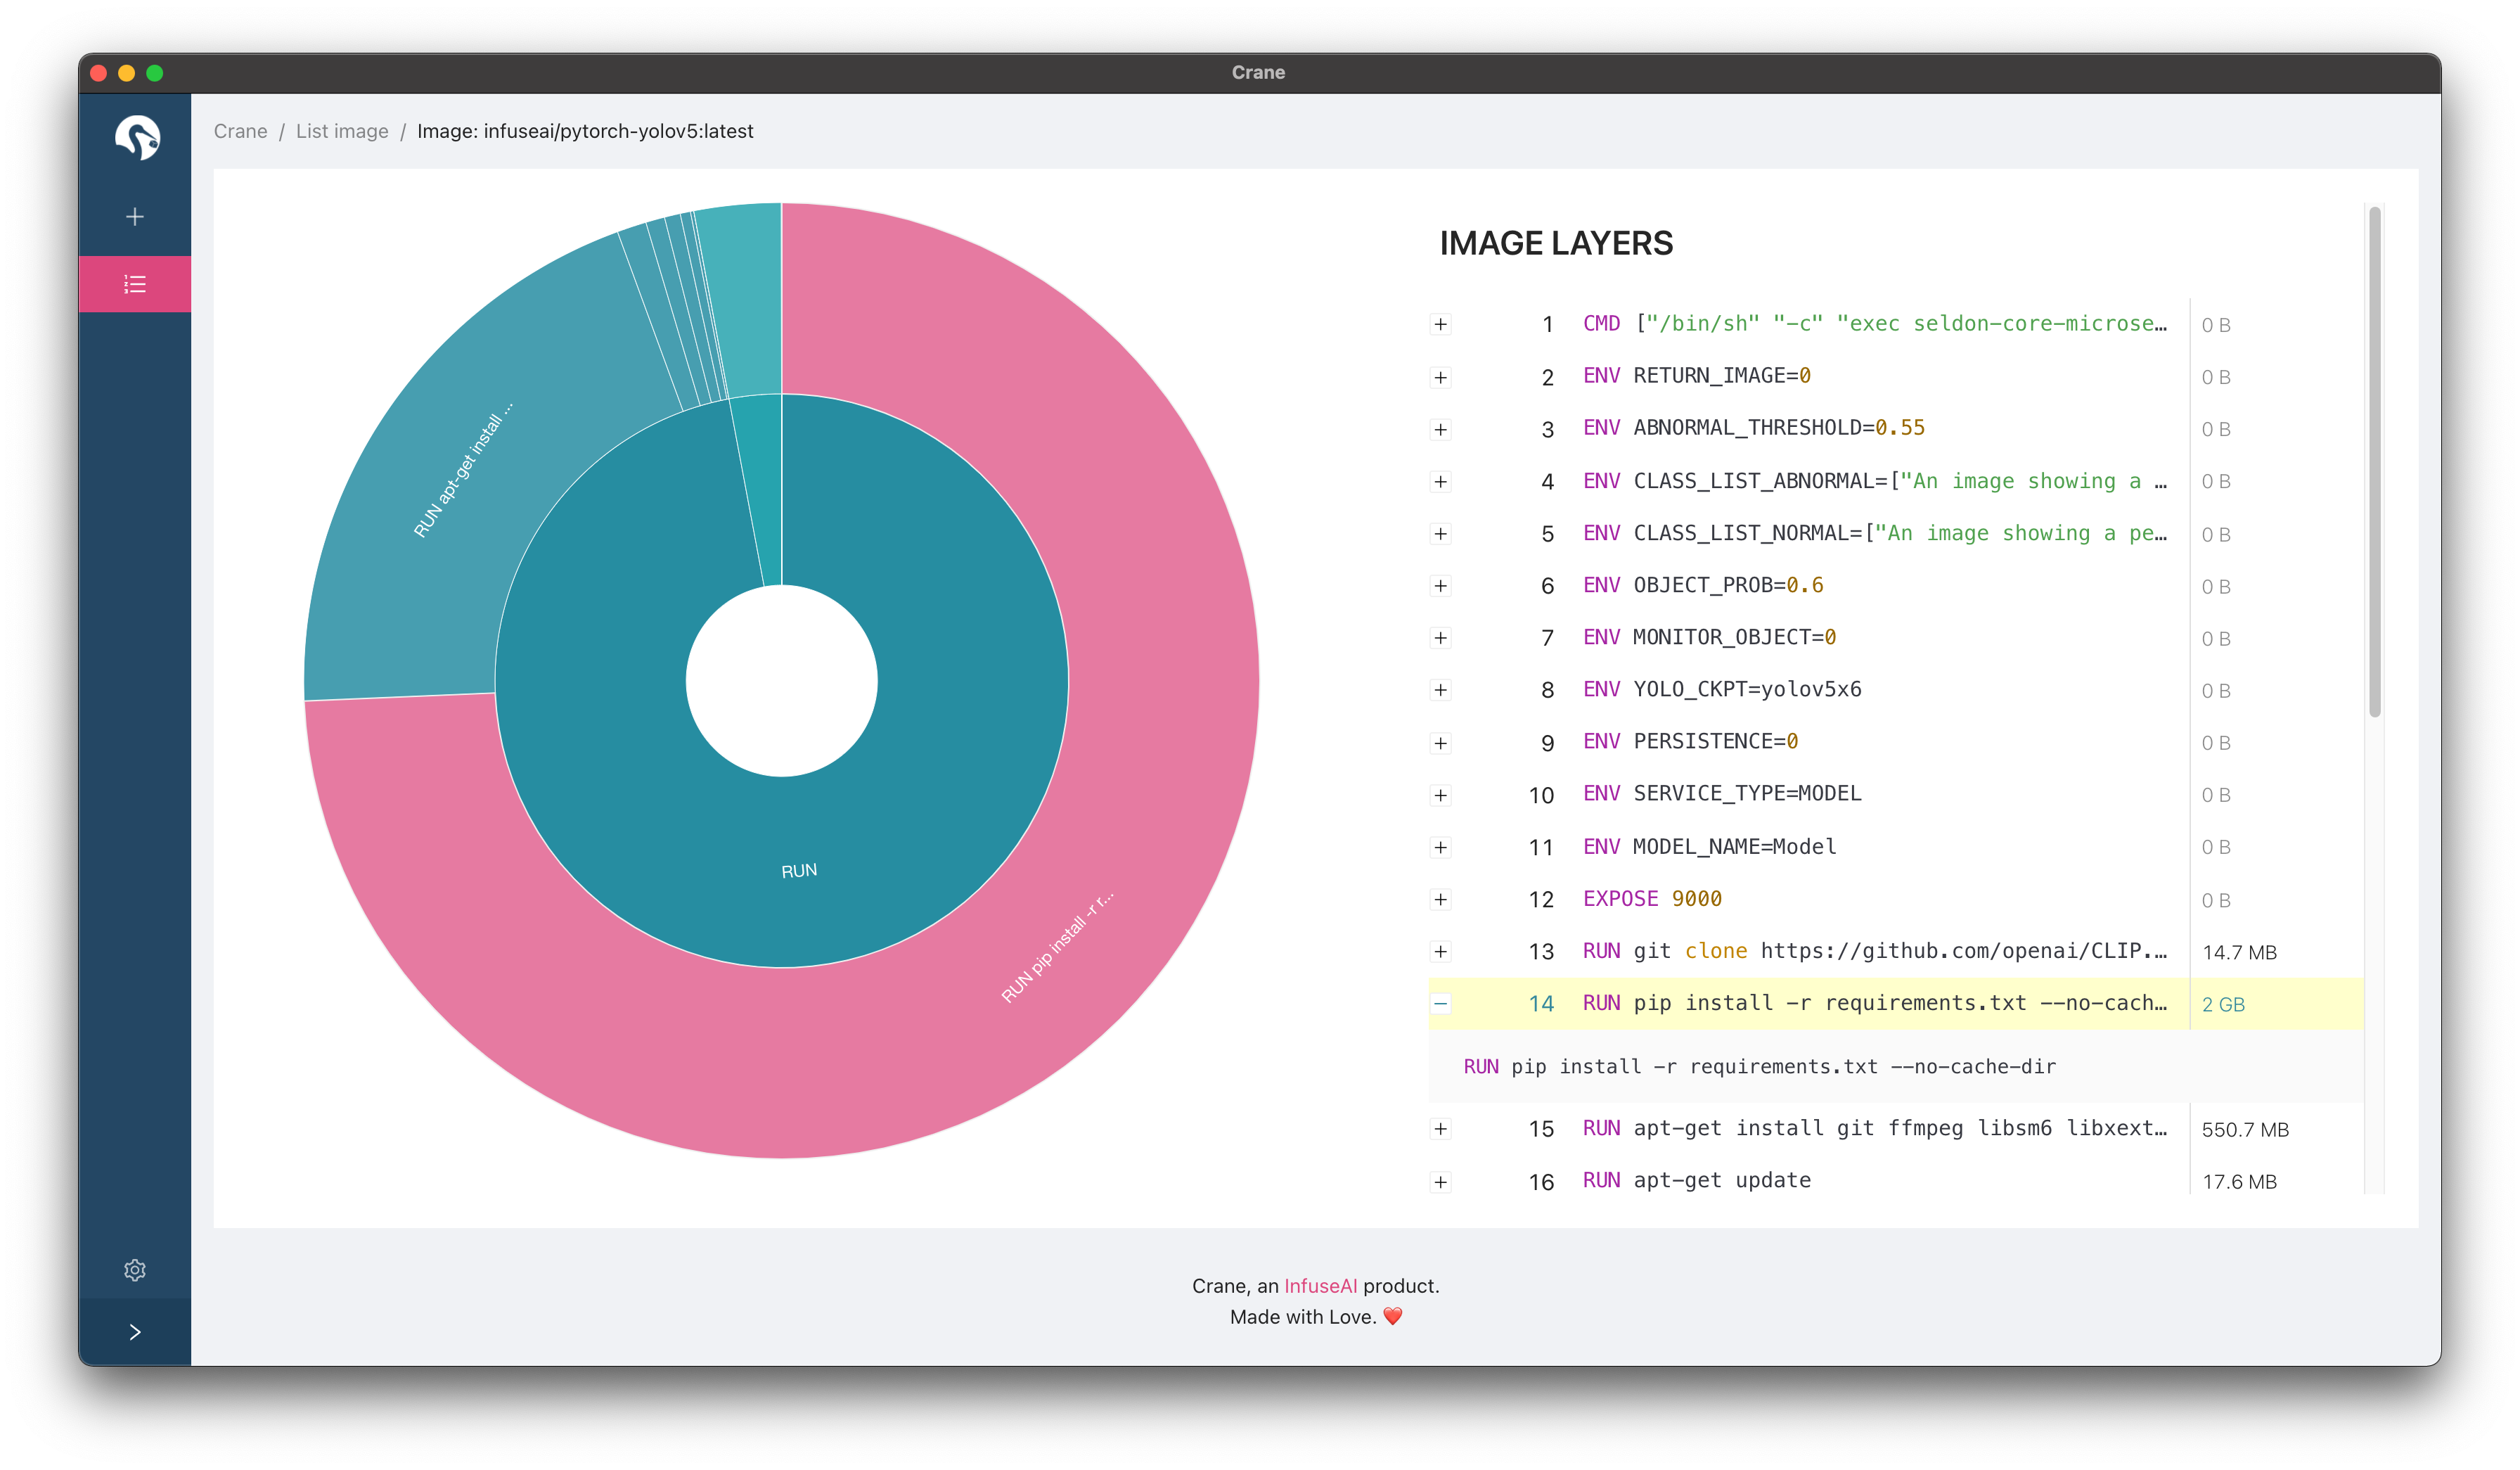 Crane
Crane / List image / Image: infuseai/pytorch-yolov5:latest
RUN apt-get install ...
RUN
RUN pip install -r r...
IMAGE LAYERS
1 CMD ["/bin/sh" "-c" "exec seldon-core-microse… 0 B
2 ENV RETURN_IMAGE=0 0 B
3 ENV ABNORMAL_THRESHOLD=0.55 0 B
4 ENV CLASS_LIST_ABNORMAL=["An image showing a … 0 B
5 ENV CLASS_LIST_NORMAL=["An image showing a pe… 0 B
6 ENV OBJECT_PROB=0.6 0 B
7 ENV MONITOR_OBJECT=0 0 B
8 ENV YOLO_CKPT=yolov5x6 0 B
9 ENV PERSISTENCE=0 0 B
10 ENV SERVICE_TYPE=MODEL 0 B
11 ENV MODEL_NAME=Model 0 B
12 EXPOSE 9000 0 B
13 RUN git clone https://github.com/openai/CLIP.… 14.7 MB
14 RUN pip install -r requirements.txt --no-cach… 2 GB
RUN pip install -r requirements.txt --no-cache-dir
15 RUN apt-get install git ffmpeg libsm6 libxext… 550.7 MB
16 RUN apt-get update 17.6 MB
Crane, an InfuseAI product.
Made with Love. ❤️